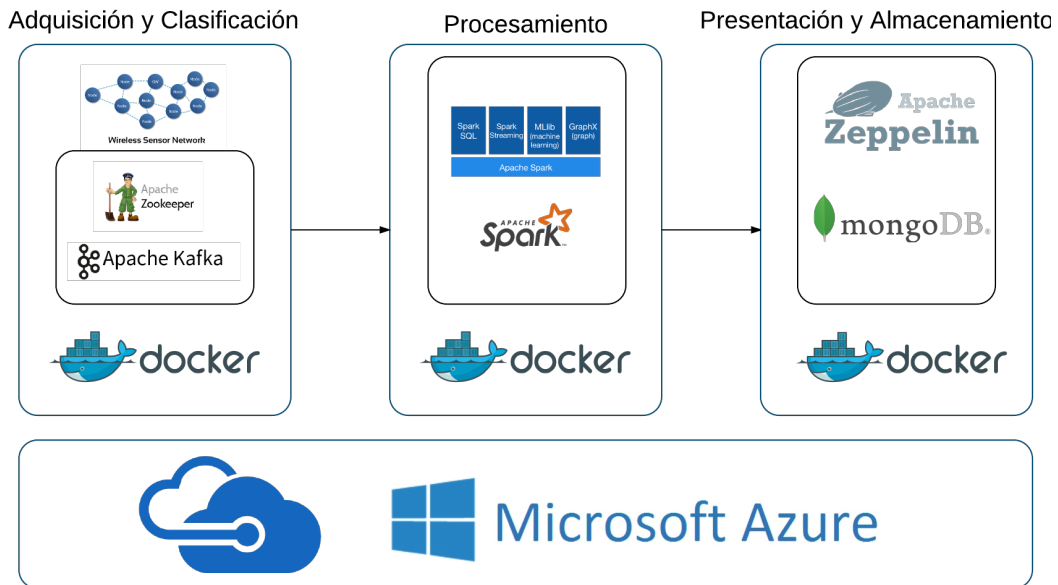 Adquisición y Clasificación
Procesamiento
Presentación y Almacenamiento
Wireless Sensor Network
Apache
Zookeeper
Apache Kafka
docker
Spark
SQL
Spark
Streaming
MLlib
(machine
learning)
GraphX
(graph)
Apache Spark
APACHE
Spark
docker
Apache
Zeppelin
mongoDB.
docker
Microsoft Azure